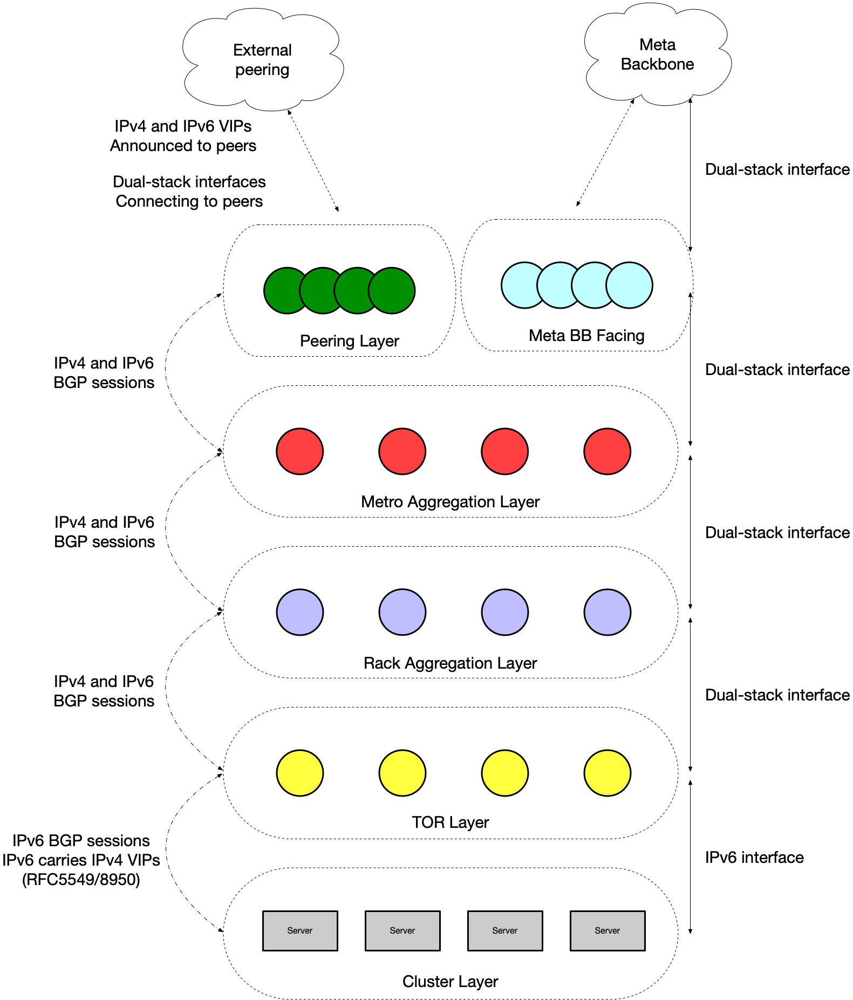 External
peering
Meta
Backbone
IPv4 and IPv6 VIPs
Announced to peers
Dual-stack interface
Dual-stack interfaces
Connecting to peers
Peering Layer
Meta BB Facing
IPv4 and IPv6
BGP sessions
Dual-stack interface
Metro Aggregation Layer
IPv4 and IPv6
BGP sessions
Dual-stack interface
Rack Aggregation Layer
IPv4 and IPv6
BGP sessions
Dual-stack interface
TOR Layer
IPv6 BGP sessions
IPv6 carries IPv4 VIPs
(RFC5549/8950)
IPv6 interface
Server
Server
Server
Server
Cluster Layer